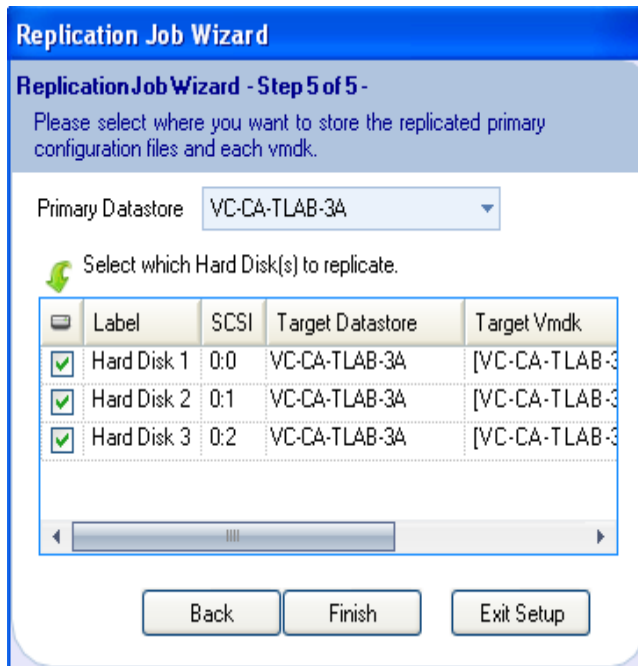 Replication Job Wizard
Replication Job Wizard - Step 5 of 5 -
Please select where you want to store the replicated primary
configuration files and each vmdk.
Primary Datastore VC-CA-TLAB-3A
Select which Hard Disk(s) to replicate.
Label SCSI Target Datastore Target Vmdk
Hard Disk 1 0:0 VC-CA-TLAB-3A [VC-CA-TLAB-3
Hard Disk 2 0:1 VC-CA-TLAB-3A [VC-CA-TLAB-3
Hard Disk 3 0:2 VC-CA-TLAB-3A [VC-CA-TLAB-3
Back Finish Exit Setup